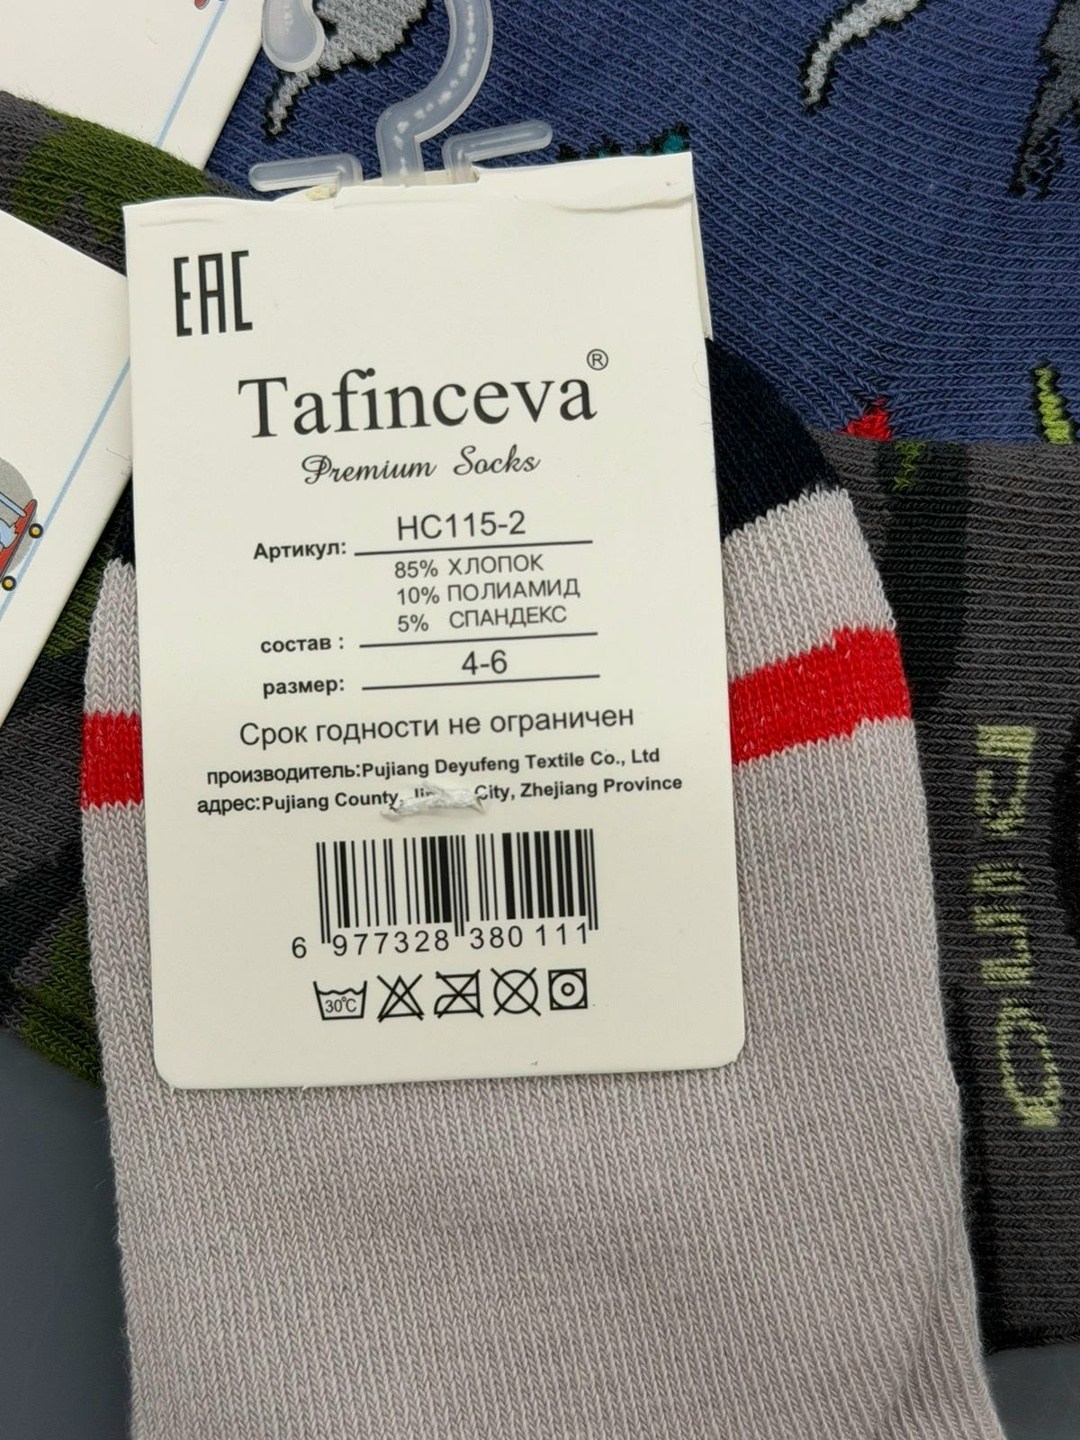 EAC
Tafinceva®
Premium Socks
Артикул: HC115-2
85% ХЛОПОК
10% ПОЛИАМИД
5% СПАНДЕКС
состав :
размер: 4-6
Срок годности не ограничен
производитель:Pujiang Deyufeng Textile Co., Ltd
адрес:Pujiang County, City, Zhejiang Province
6 977328 380111
30°C